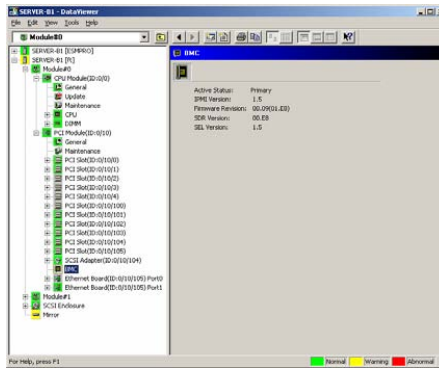 SERVER-B1 - DataViewer
File Edit View Tools Help
Module#0
SERVER-B1 [ESMPRO]
SERVER-B1 [ft]
Module#0
CPU Module(ID:0/0)
General
Update
Maintenance
CPU
DIMM
PCI Module(ID:0/10)
General
Maintenance
PCI Slot(ID:0/10/0)
PCI Slot(ID:0/10/1)
PCI Slot(ID:0/10/2)
PCI Slot(ID:0/10/3)
PCI Slot(ID:0/10/4)
PCI Slot(ID:0/10/100)
PCI Slot(ID:0/10/101)
PCI Slot(ID:0/10/102)
PCI Slot(ID:0/10/103)
PCI Slot(ID:0/10/104)
PCI Slot(ID:0/10/105)
SCSI Adapter(ID:0/10/104)
BMC
Ethernet Board(ID:0/10/105) Port0
Ethernet Board(ID:0/10/105) Port1
Module#1
SCSI Enclosure
Mirror
BMC
Active Status: Primary
IPMI Version: 1.5
Firmware Revision: 00.09(01.E0)
SDR Version: 00.E8
SEL Version: 1.5
For Help, press F1
Normal Warning Abnormal